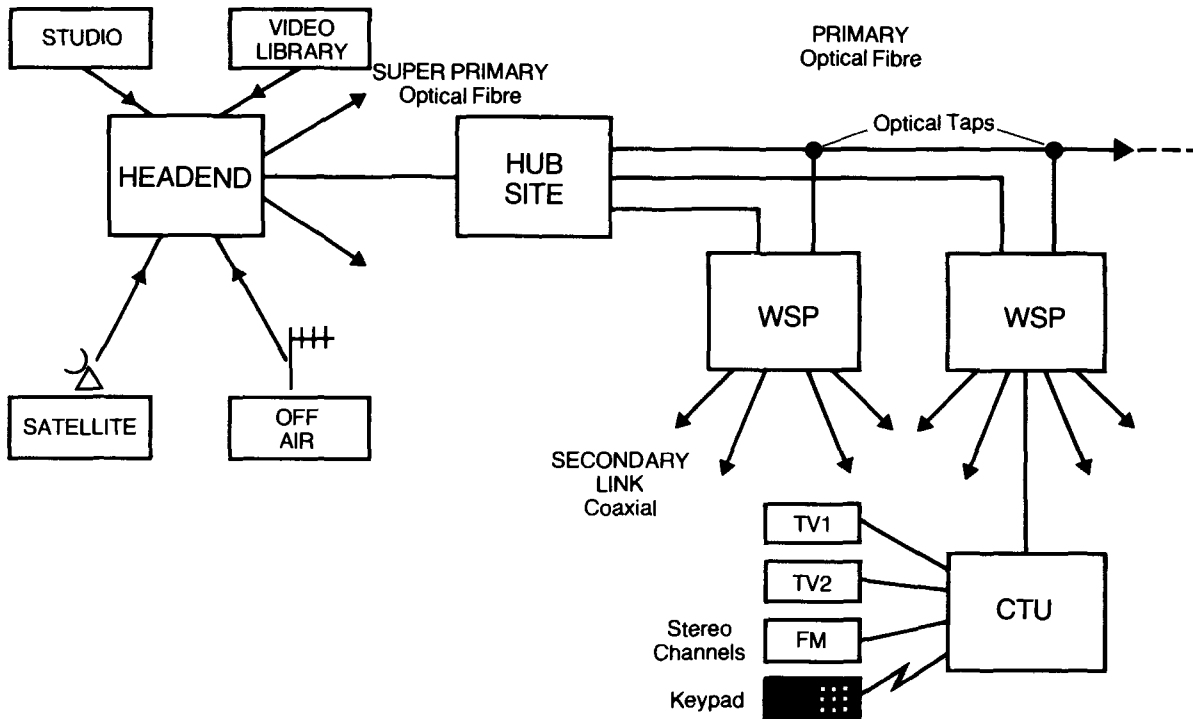 STUDIO
VIDEO
LIBRARY
SUPER PRIMARY
Optical Fibre
PRIMARY
Optical Fibre
HEADEND
HUB
SITE
Optical Taps
WSP
WSP
SATELLITE
OFF
AIR
SECONDARY
LINK
Coaxial
TV1
TV2
CTU
Stereo
Channels
FM
Keypad